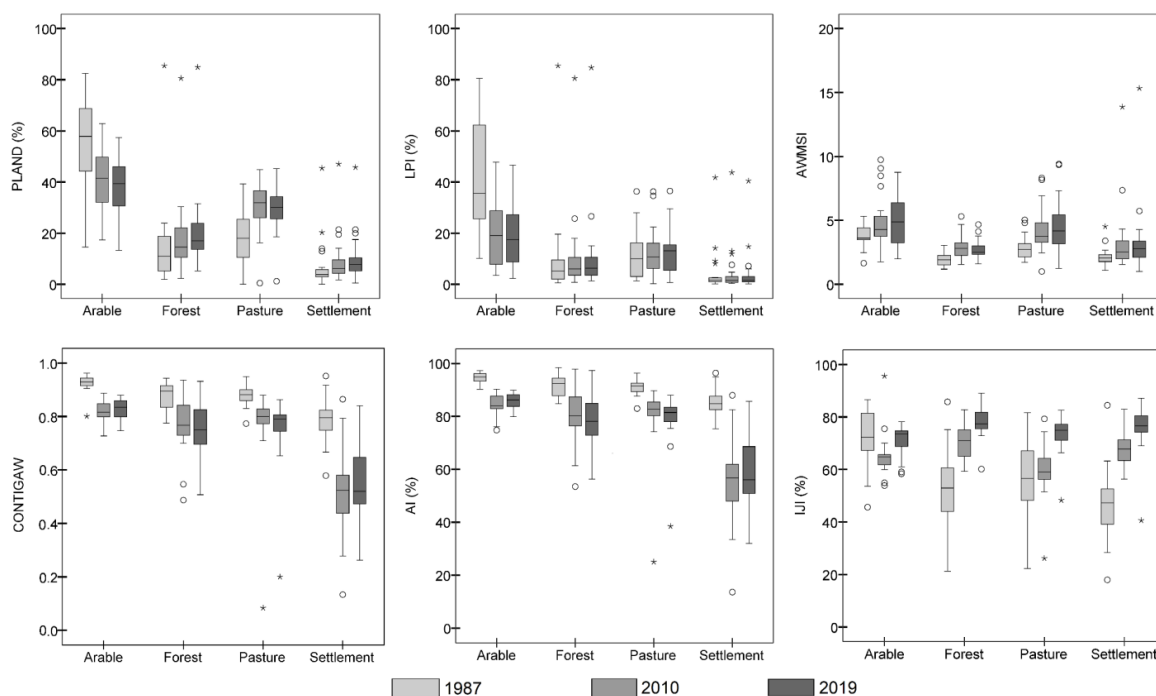 100
80
60
40
20
0
PLAND (%)
Arable Forest Pasture Settlement
100
80
60
40
20
0
LPI (%)
Arable Forest Pasture Settlement
20
15
10
5
0
AWMSI
Arable Forest Pasture Settlement
1.0
0.8
0.6
0.4
0.2
0.0
CONTIGAW
Arable Forest Pasture Settlement
100
80
60
40
20
0
AI (%)
Arable Forest Pasture Settlement
100
80
60
40
20
0
IJI (%)
Arable Forest Pasture Settlement
1987 2010 2019